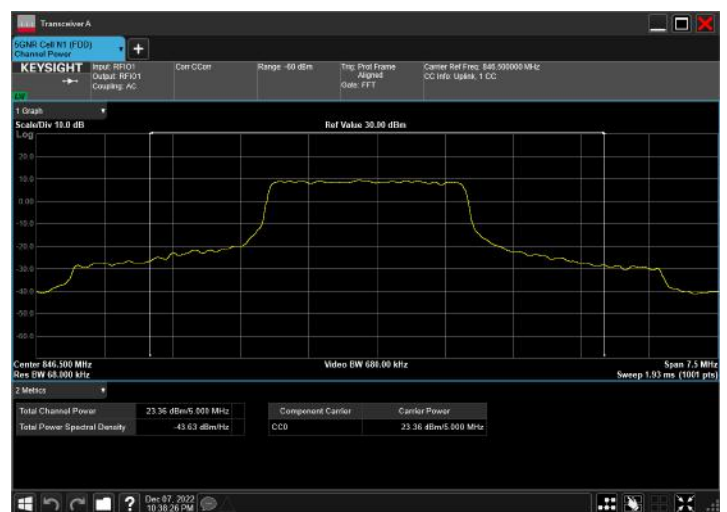 Transceiver A
5GNR Cell N1 (FDD)
Channel Power
+
KEYSIGHT
Input: RFIO1
Output: RFIO1
Coupling: AC
Corr CCorr
Range -60 dBm
Trig: Prot Frame
Aligned
Gate: FFT
Carrier Ref Freq: 846.500000 MHz
CC Info: Uplink, 1 CC
1 Graph
Scale/Div 10.0 dB
Ref Value 30.00 dBm
Log
20.0
10.0
0.00
-10.0
-20.0
-30.0
-40.0
-50.0
-60.0
Center 846.500 MHz
Video BW 680.00 kHz
Span 7.5 MHz
Res BW 68.000 kHz
Sweep 1.93 ms (1001 pts)
2 Metrics
Total Channel Power 23.36 dBm/5.000 MHz
Total Power Spectral Density -43.63 dBm/Hz
Component Carrier Carrier Power
CC0 23.36 dBm/5.000 MHz
?
Dec 07, 2022
10:38:26 PM